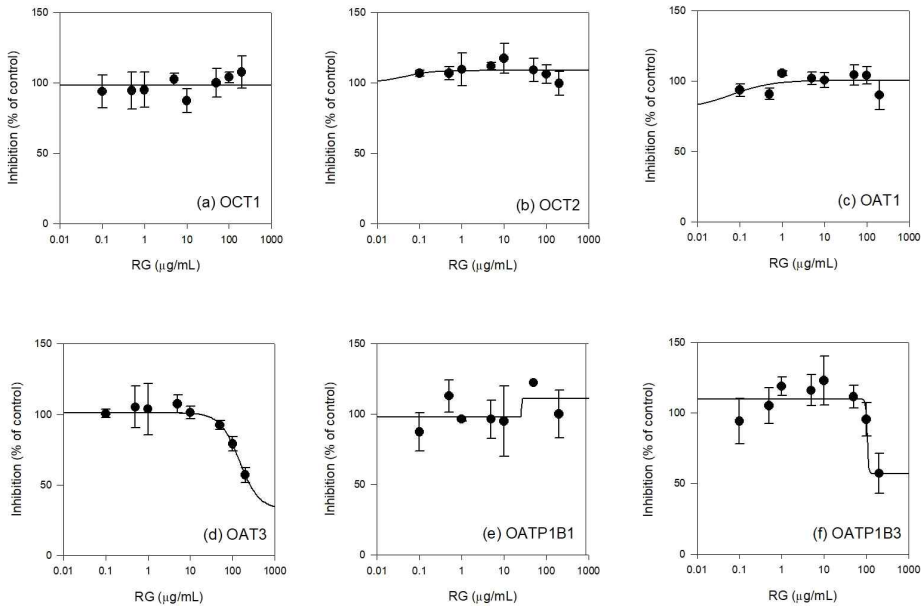 150
100
50
0
Inhibition (% of control)
(a) OCT1
0.01 0.1 1 10 100 1000
RG (µg/mL)
150
100
50
0
Inhibition (% of control)
(b) OCT2
0.01 0.1 1 10 100 1000
RG (µg/mL)
150
100
50
0
Inhibition (% of control)
(c) OAT1
0.01 0.1 1 10 100 1000
RG (µg/mL)
150
100
50
0
Inhibition (% of control)
(d) OAT3
0.01 0.1 1 10 100 1000
RG (µg/mL)
150
100
50
0
Inhibition (% of control)
(e) OATP1B1
0.01 0.1 1 10 100 1000
RG (µg/mL)
150
100
50
0
Inhibition (% of control)
(f) OATP1B3
0.01 0.1 1 10 100 1000
RG (µg/mL)